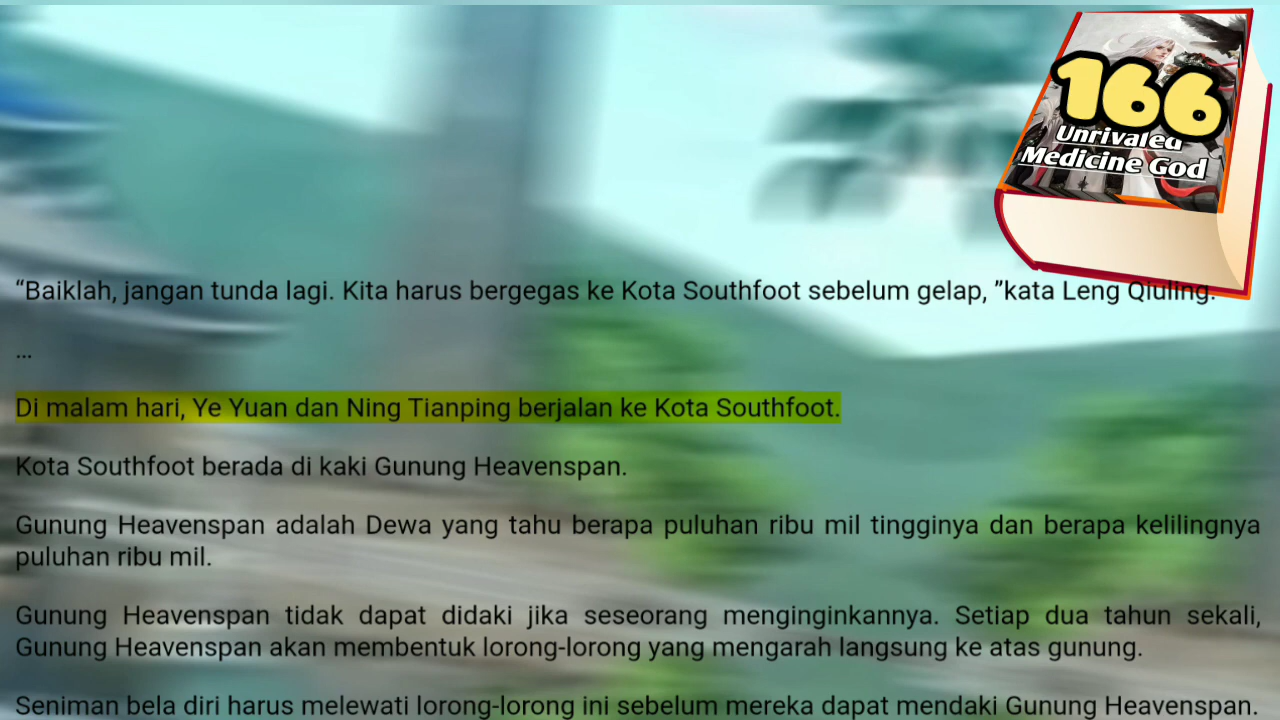 166
Unrivaled
Medicine God
“Baiklah, jangan tunda lagi. Kita harus bergegas ke Kota Southfoot sebelum gelap, ”kata Leng Qiuling.
...
Di malam hari, Ye Yuan dan Ning Tianping berjalan ke Kota Southfoot.
Kota Southfoot berada di kaki Gunung Heavenspan.
Gunung Heavenspan adalah Dewa yang tahu berapa puluhan ribu mil tingginya dan berapa kelilingnya
puluhan ribu mil.
Gunung Heavenspan tidak dapat didaki jika seseorang menginginkannya. Setiap dua tahun sekali,
Gunung Heavenspan akan membentuk lorong-lorong yang mengarah langsung ke atas gunung.
Seniman bela diri harus melewati lorong-lorong ini sebelum mereka dapat mendaki Gunung Heavenspan.